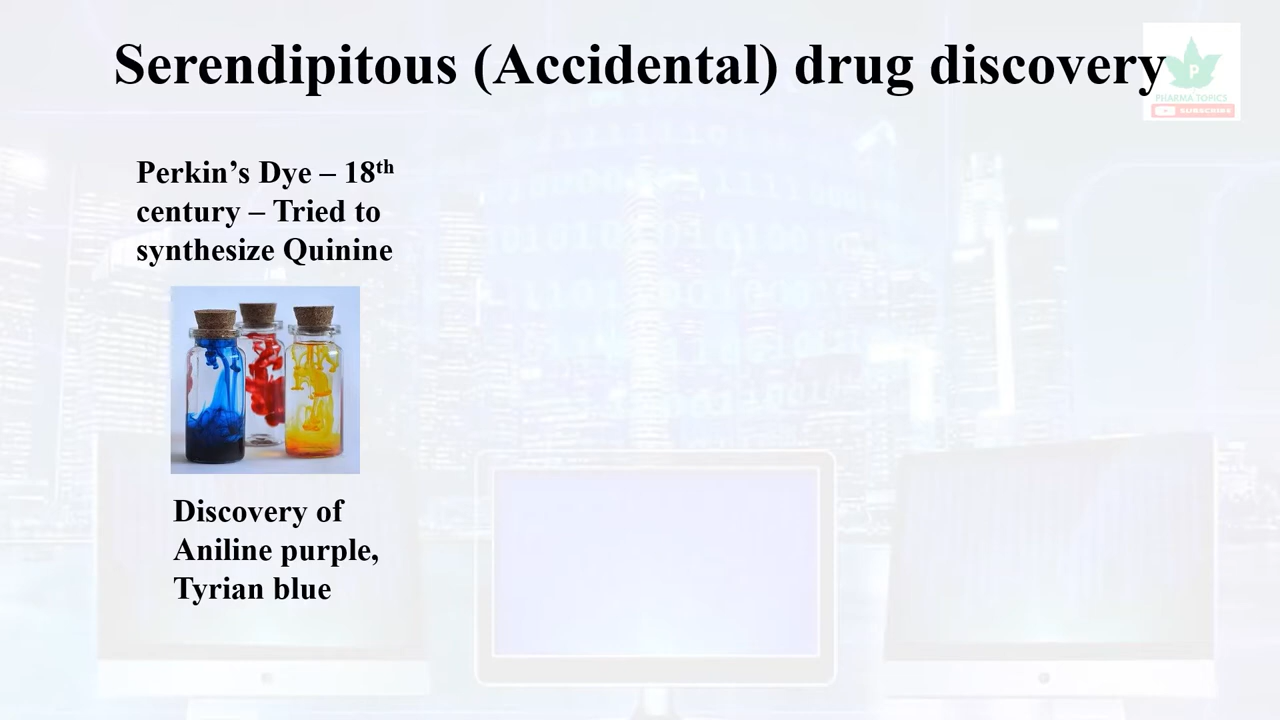 Serendipitous (Accidental) drug discovery
P
PHARMA TOPICS
SUBSCRIBE
Perkin’s Dye – 18th
century – Tried to
synthesize Quinine
Discovery of
Aniline purple,
Tyrian blue